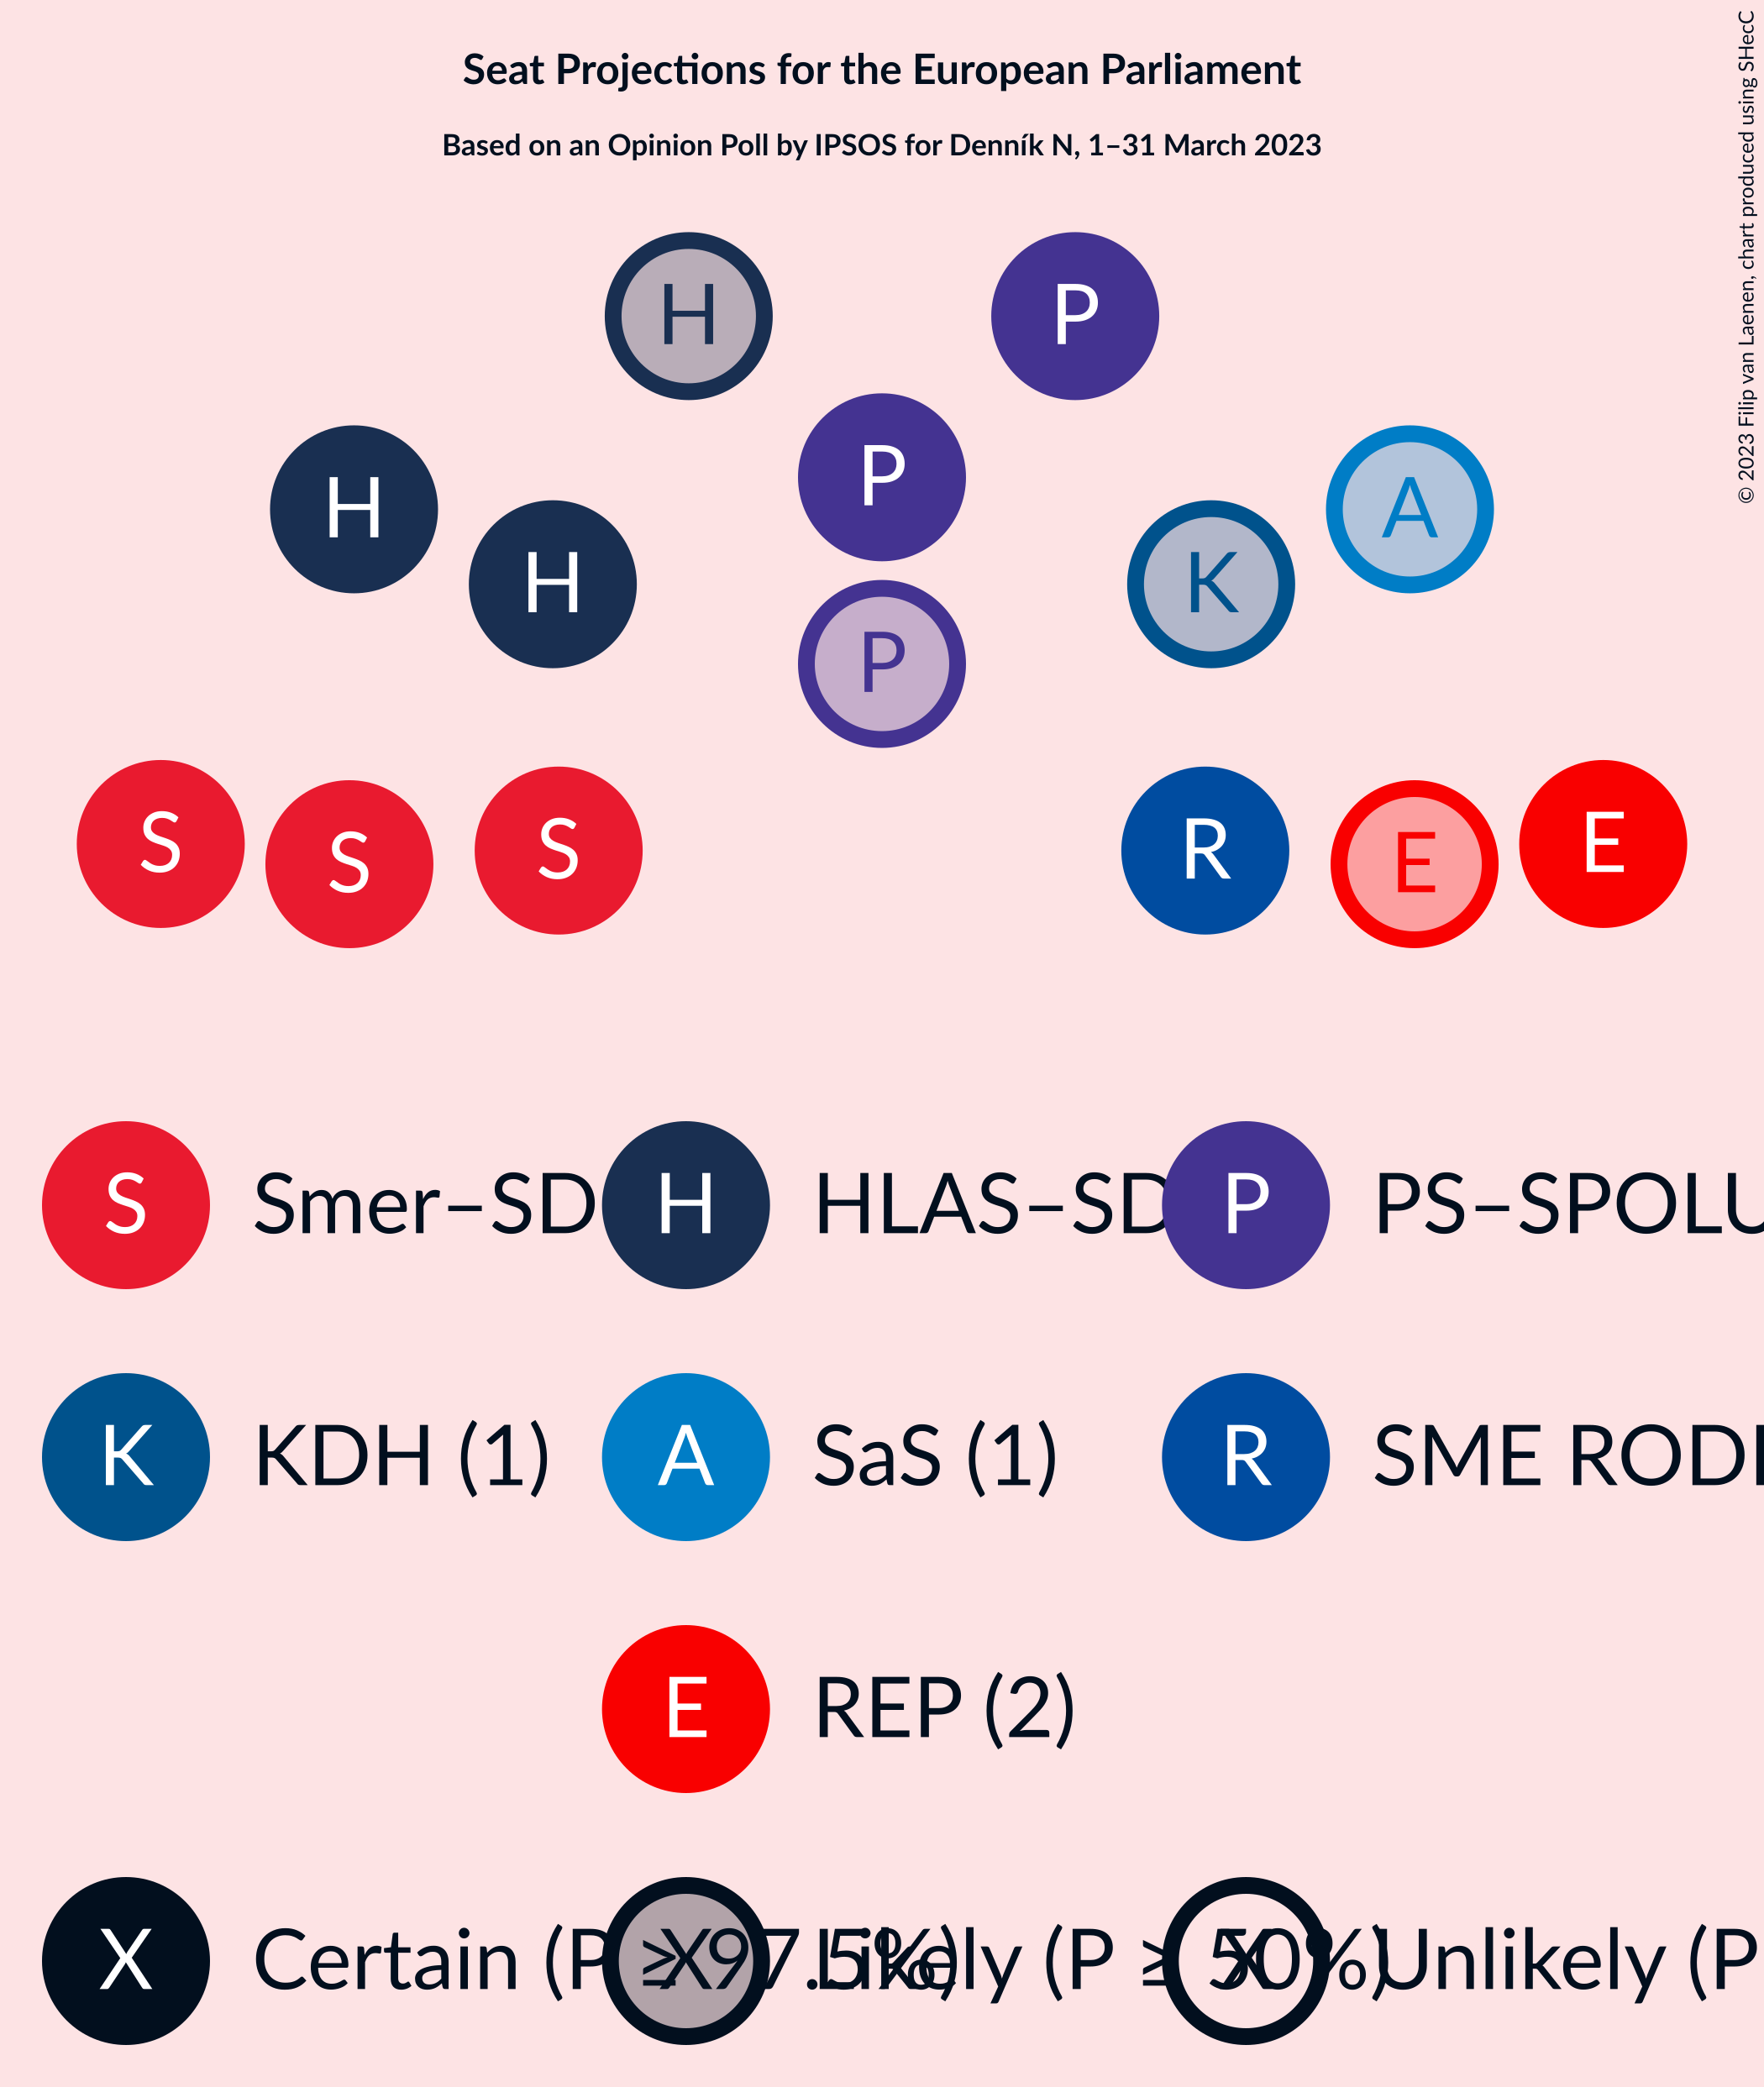 Seat Projections for the European Parliament
Based on an Opinion Poll by IPSOS for Denník N, 1–31 March 2023
© 2023 Filip van Laenen, chart produced using SHecC
H P
P
H A
H K
P
S S S R E E
S Smer–SD H HLAS–SD P PS–SPOLU
K KDH (1) A SaS (1) R SME RODI
E REP (2)
X Certain (P ≥ 97.5%) X Likely (P ≥ 50%) X Unlikely (P